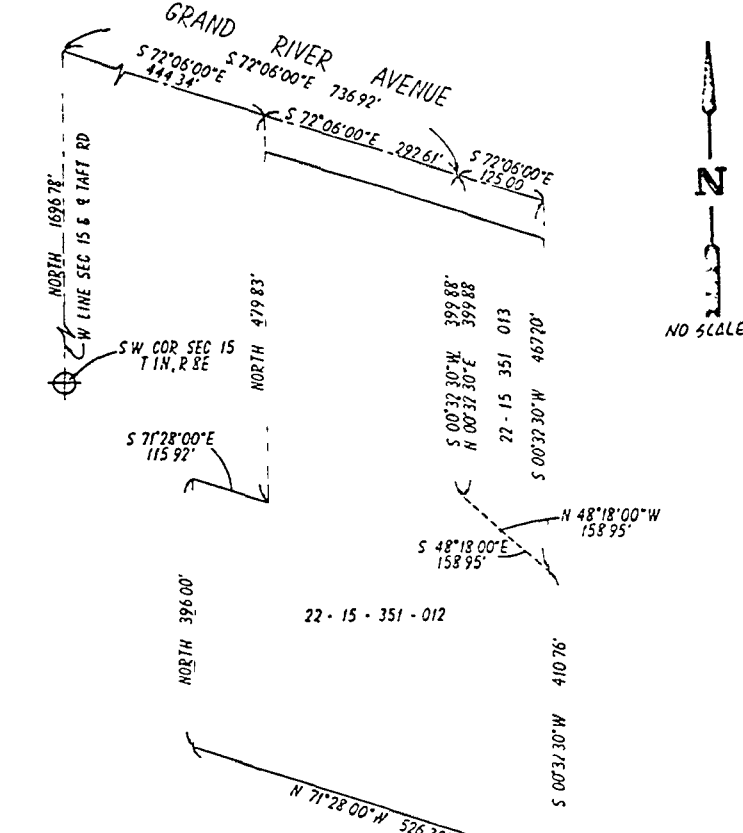 GRAND RIVER AVENUE
S 72°06'00"E
444.34'
S 72°06'00"E 736.92'
S 72°06'00"E 292.61'
S 72°06'00"E
125.00
NORTH 1696.78'
W LINE SEC 15 & ℄ TAFT RD
SW COR SEC 15
T 1N, R 8E
NORTH 479.83'
S 00°32'30"W 399.88'
N 00°32'30"E 399.88
22 - 15 351 013
S 00°32'30"W 467.20'
N
NO SCALE
S 71°28'00"E
115.92'
N 48°18'00"W
158.95'
S 48°18'00"E
158.95'
NORTH 396.00'
22 - 15 - 351 - 012
S 00°32'30"W 410.76'
N 71°28'00"W